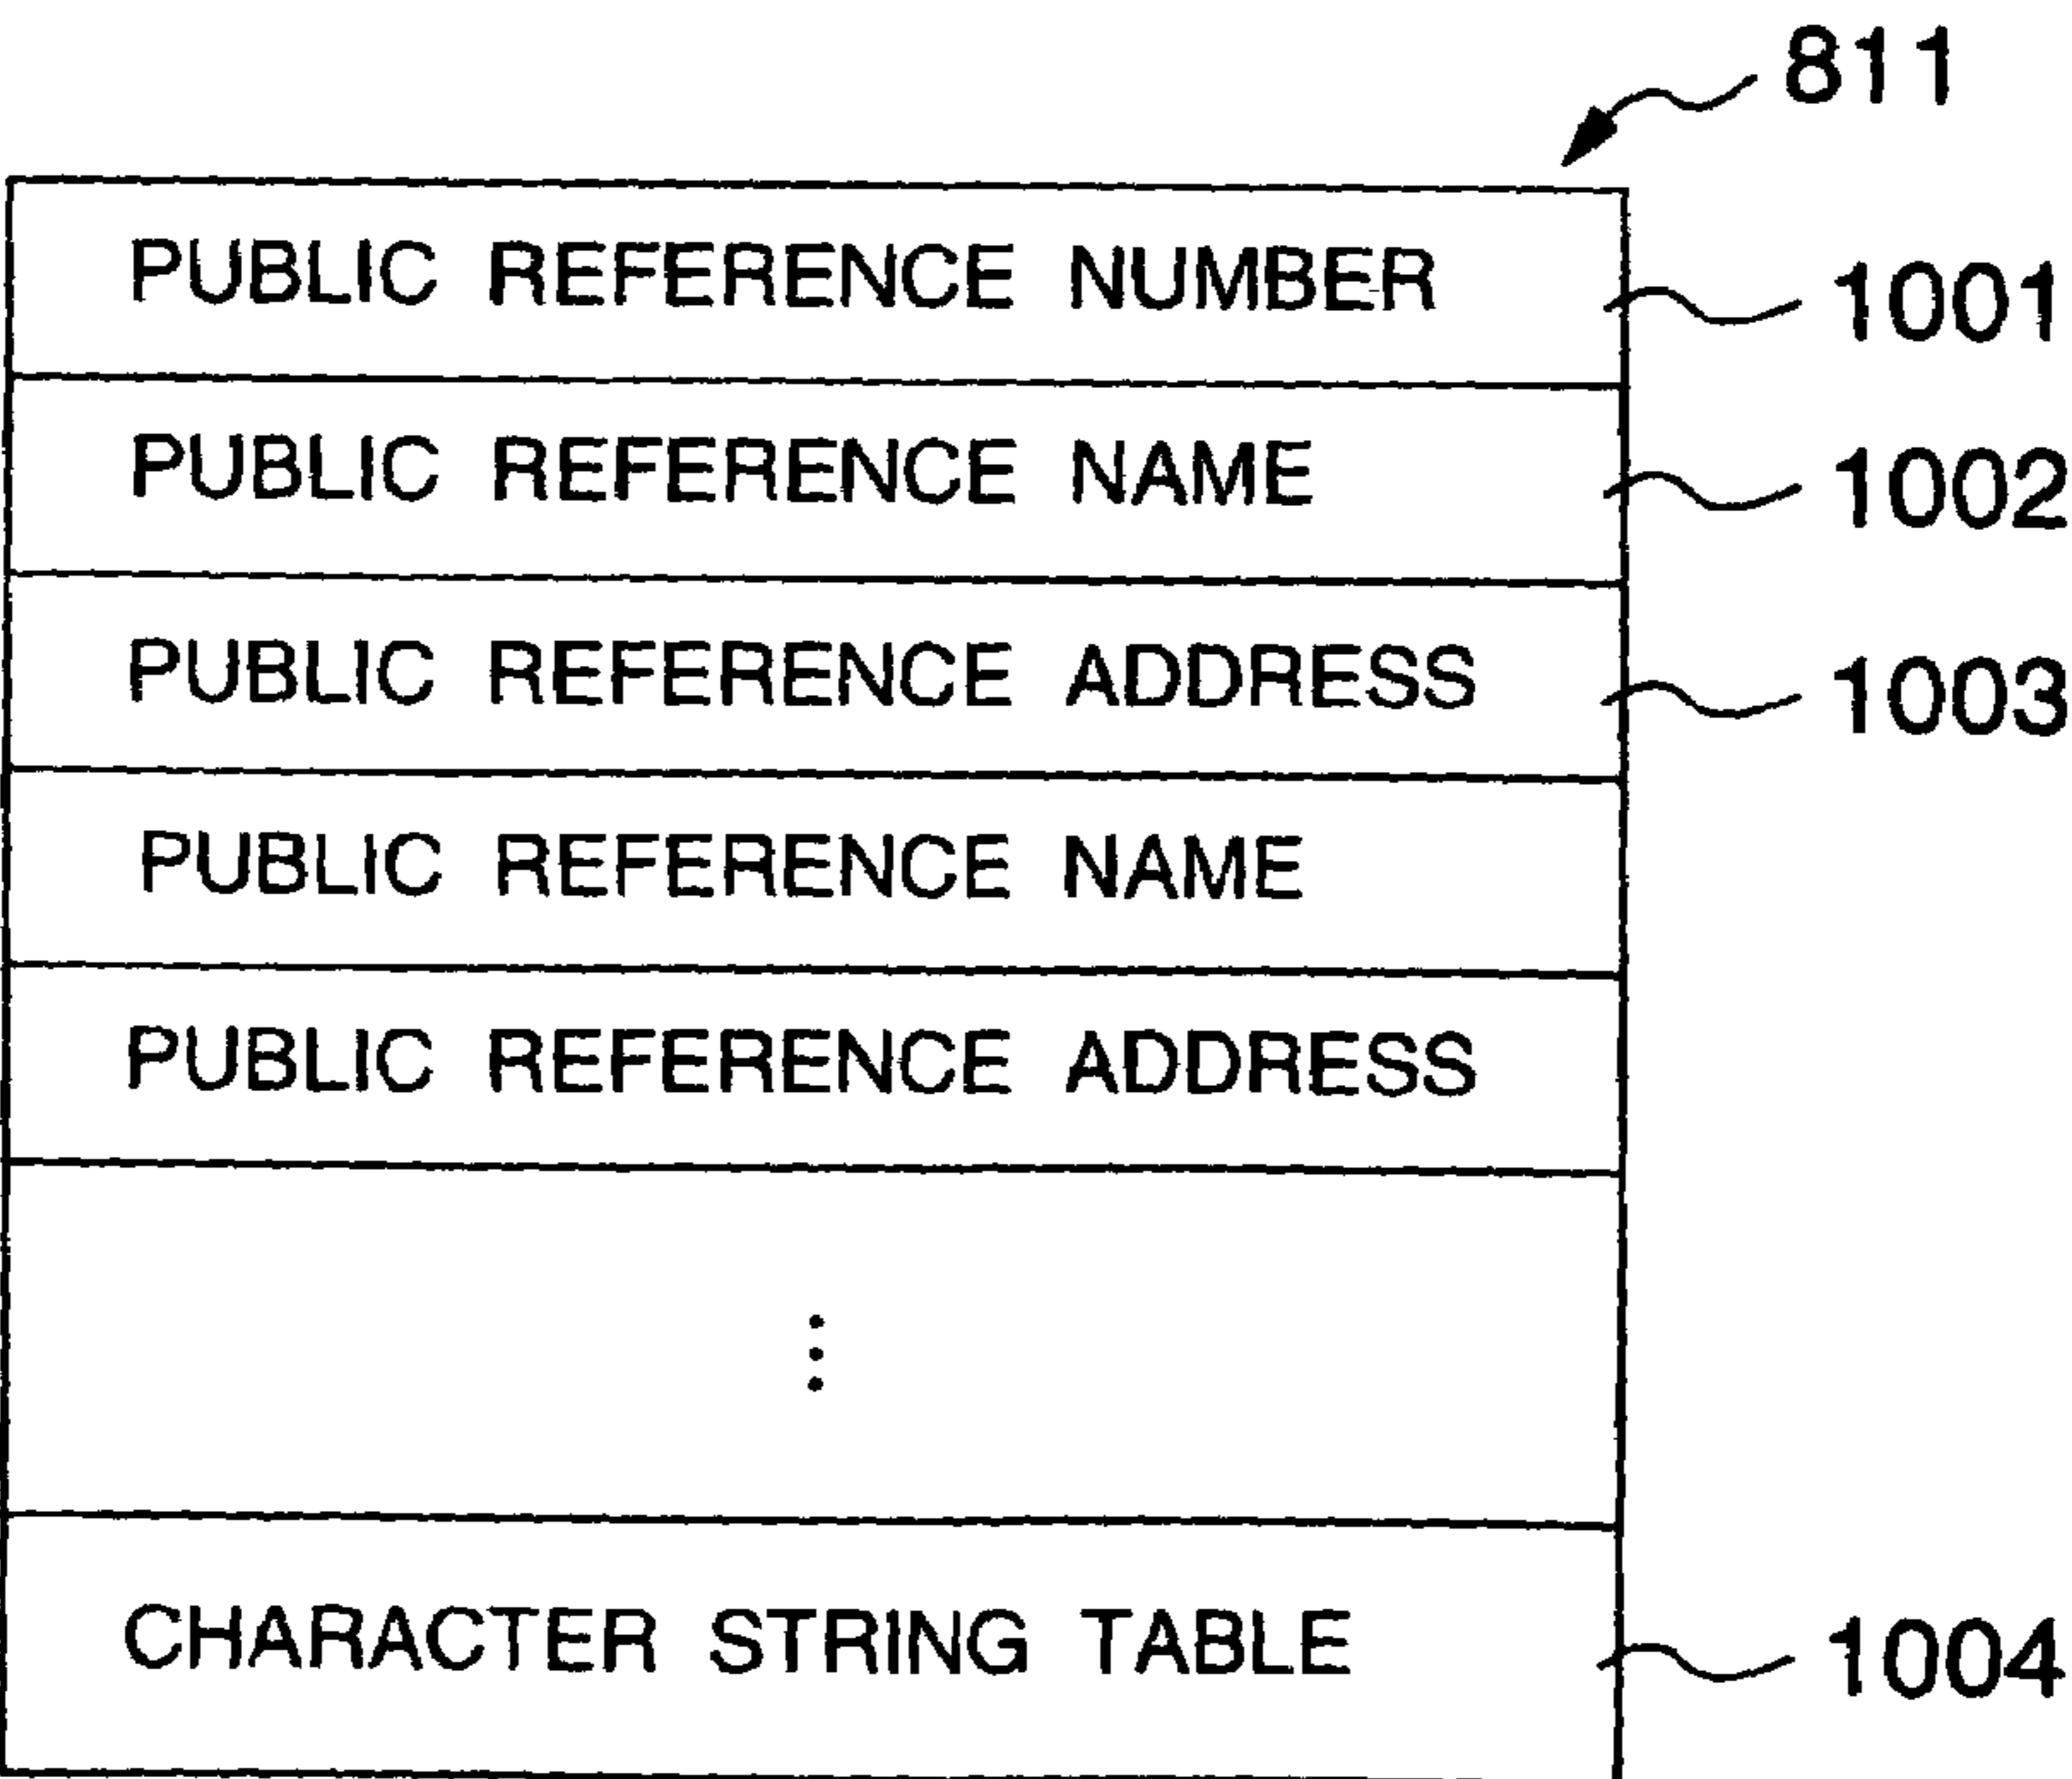 811
PUBLIC REFERENCE NUMBER 1001
PUBLIC REFERENCE NAME 1002
PUBLIC REFERENCE ADDRESS 1003
PUBLIC REFERENCE NAME
PUBLIC REFERENCE ADDRESS
⋮
CHARACTER STRING TABLE 1004